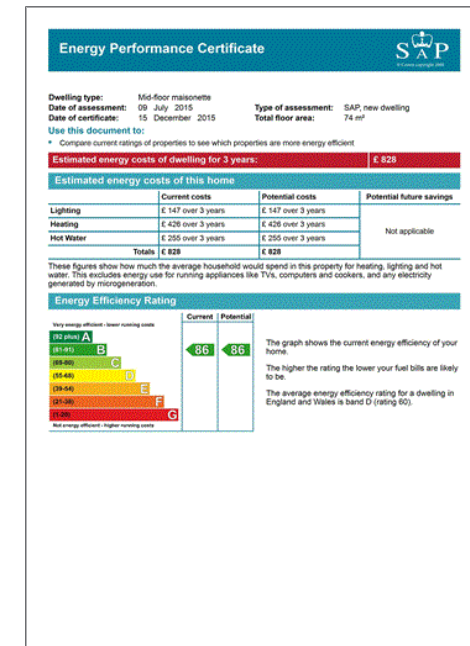 Energy Performance Certificate
SAP
© Crown copyright 2009
Dwelling type: Mid-floor maisonette
Date of assessment: 09 July 2015 Type of assessment: SAP, new dwelling
Date of certificate: 15 December 2015 Total floor area: 74 m²
Use this document to:
• Compare current ratings of properties to see which properties are more energy efficient
Estimated energy costs of dwelling for 3 years: £ 828
Estimated energy costs of this home
Current costs Potential costs Potential future savings
Lighting £ 147 over 3 years £ 147 over 3 years
Heating £ 426 over 3 years £ 426 over 3 years
Not applicable
Hot Water £ 255 over 3 years £ 255 over 3 years
Totals £ 828 £ 828
These figures show how much the average household would spend in this property for heating, lighting and hot
water. This excludes energy use for running appliances like TVs, computers and cookers, and any electricity
generated by microgeneration.
Energy Efficiency Rating
Current Potential
Very energy efficient - lower running costs
(92 plus) A
(81-91) B
86 86
(69-80) C
(55-68) D
(39-54) E
(21-38) F
(1-20) G
Not energy efficient - higher running costs
The graph shows the current energy efficiency of your
home.
The higher the rating the lower your fuel bills are likely
to be.
The average energy efficiency rating for a dwelling in
England and Wales is band D (rating 60).